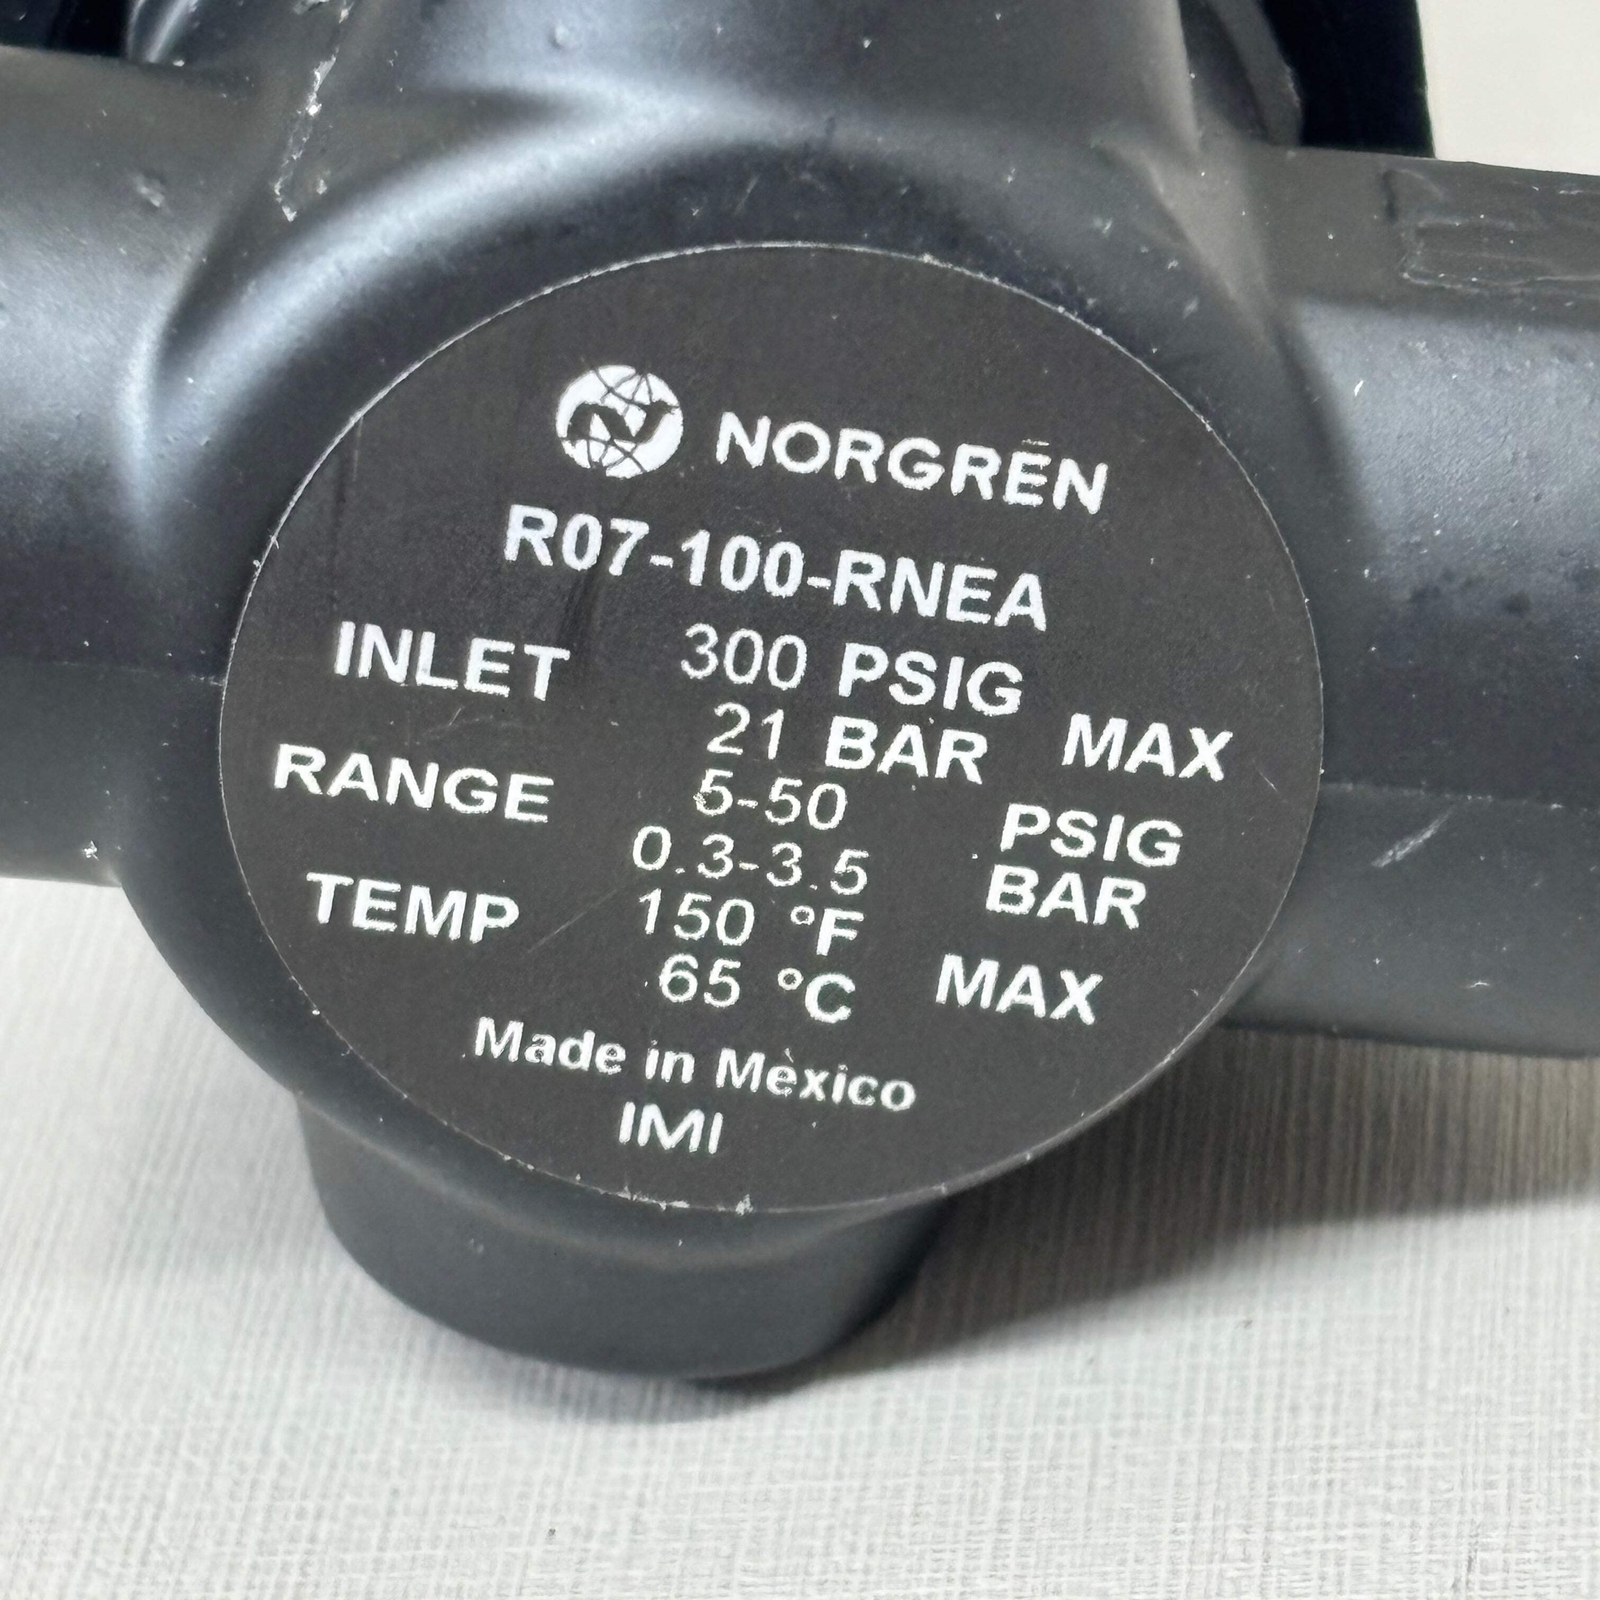 NORGREN
R07-100-RNEA
INLET 300 PSIG
21 BAR MAX
RANGE 5-50 PSIG
0.3-3.5 BAR
TEMP 150 °F
65 °C MAX
Made in Mexico
IMI